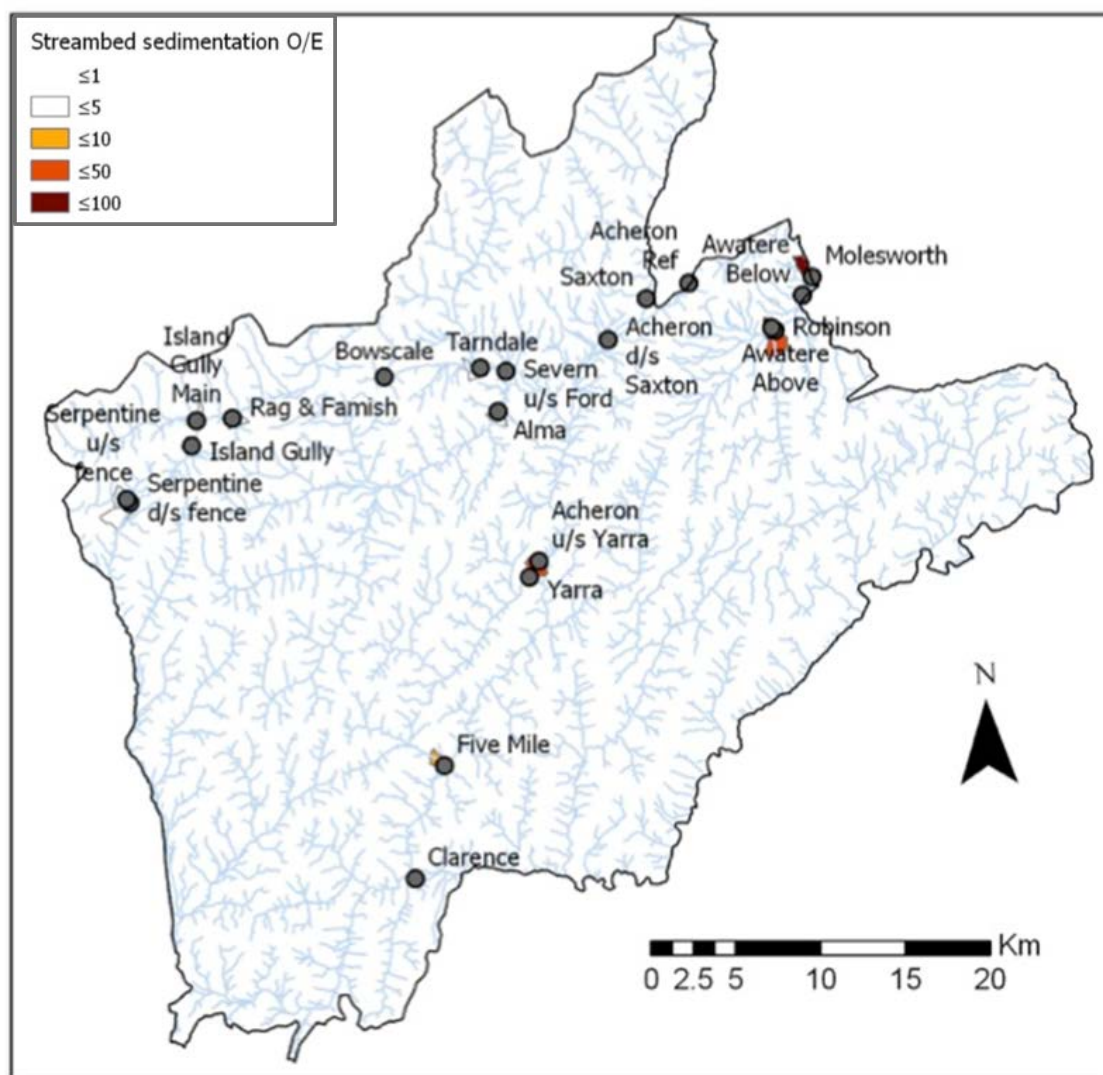 Streambed sedimentation O/E
≤1
≤5
≤10
≤50
≤100
Acheron
Ref
Awatere
Below
Molesworth
Saxton
Acheron
d/s
Saxton
Robinson
Awatere
Above
Island
Gully
Main
Bowscale
Tarndale
Severn
u/s Ford
Alma
Rag & Famish
Island Gully
Serpentine
u/s
fence
Serpentine
d/s fence
Acheron
u/s Yarra
Yarra
Five Mile
Clarence
N
Km
0 2.5 5 10 15 20